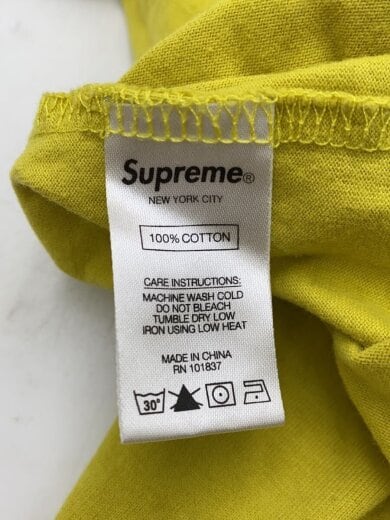 Supreme®
NEW YORK CITY
100% COTTON
CARE INSTRUCTIONS:
MACHINE WASH COLD
DO NOT BLEACH
TUMBLE DRY LOW
IRON USING LOW HEAT
MADE IN CHINA
RN 101837
30°